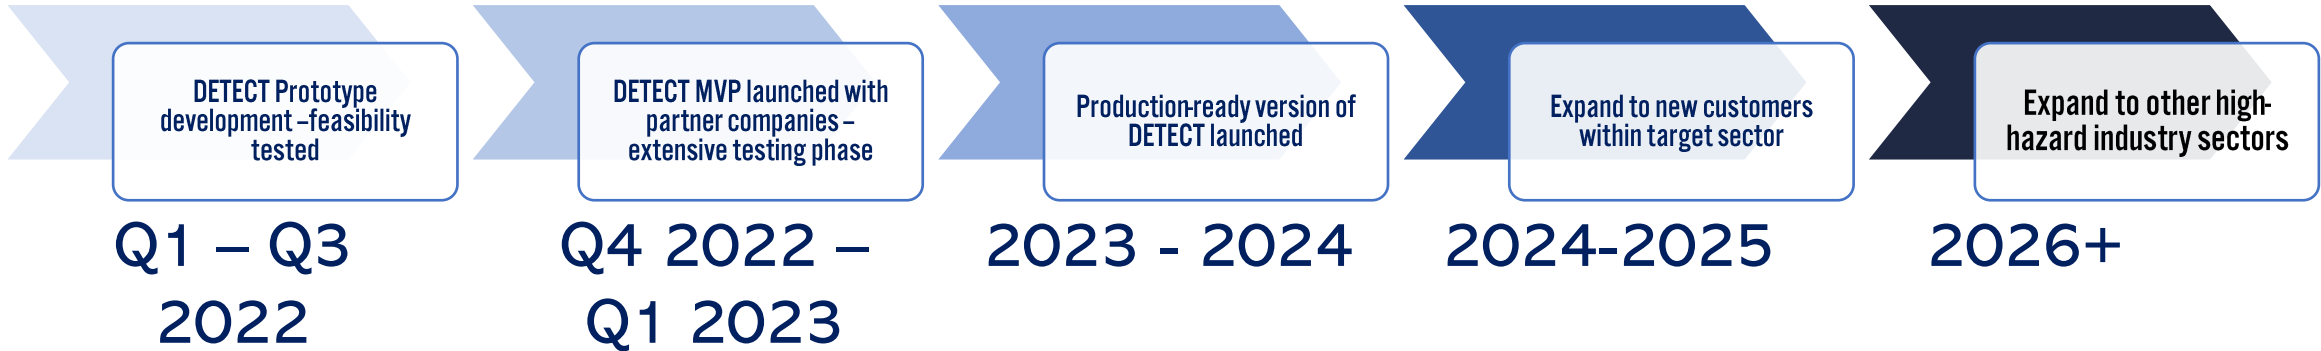 DETECT Prototype
development –feasibility
tested
DETECT MVP launched with
partner companies –
extensive testing phase
Production-ready version of
DETECT launched
Expand to new customers
within target sector
Expand to other high-
hazard industry sectors
Q1 – Q3
2022
Q4 2022 –
Q1 2023
2023 - 2024
2024-2025
2026+